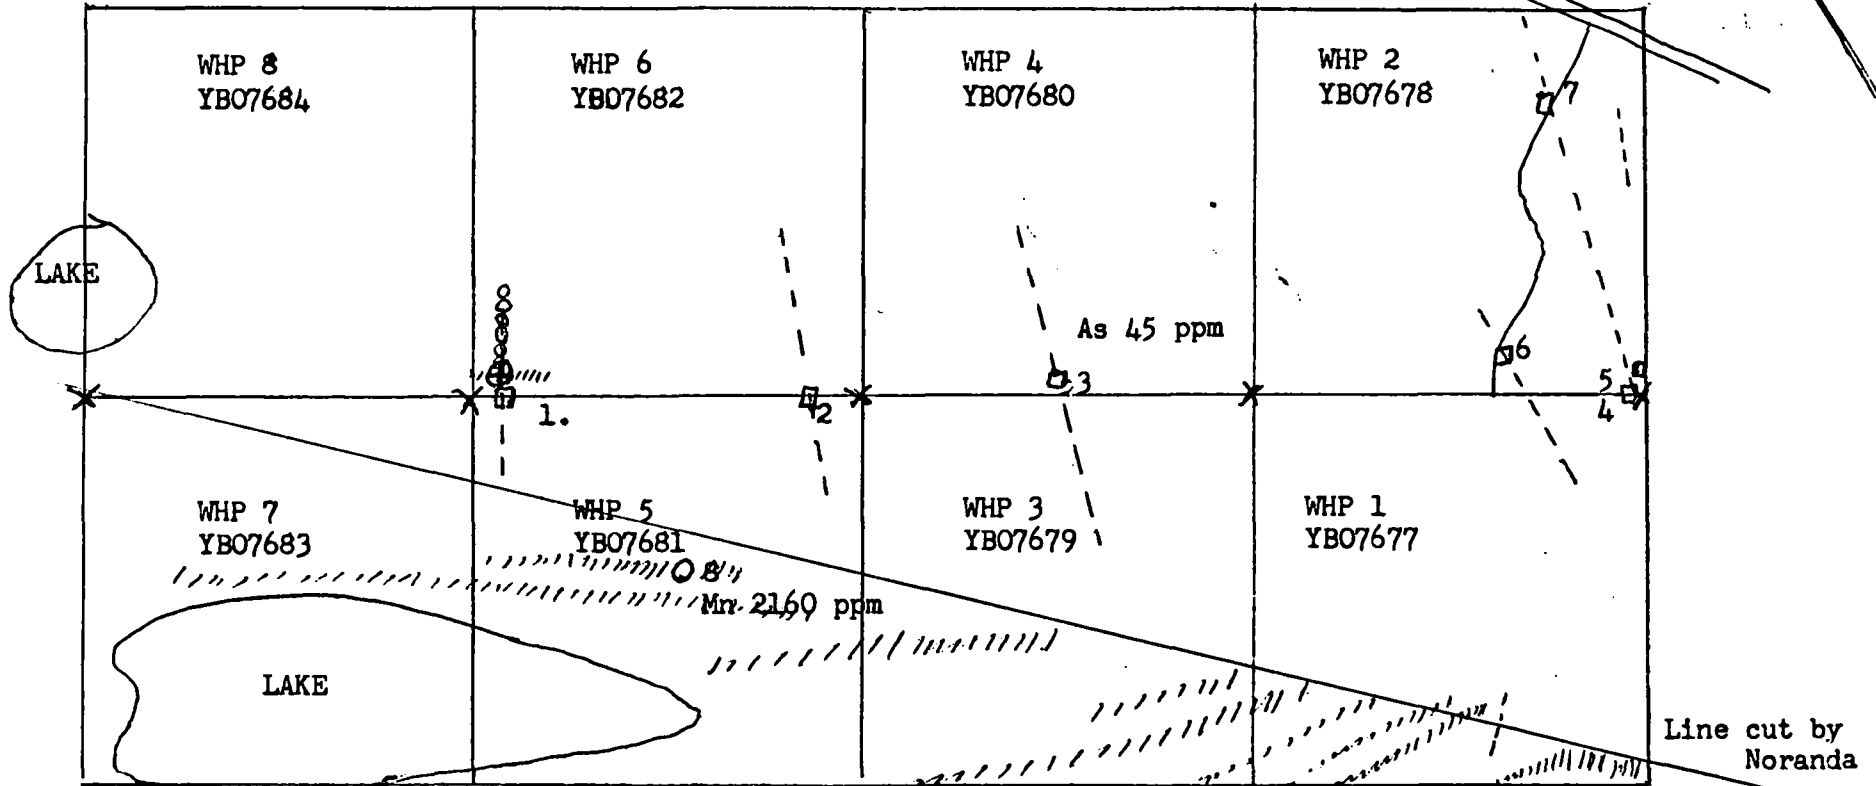 WHP 8
YB07684
WHP 6
YB07682
WHP 4
YB07680
WHP 2
YB07678
7
LAKE
As 45 ppm
3
6
5
4
1.
2
WHP 7
YB07683
WHP 5
YB07681
WHP 3
YB07679
WHP 1
YB07677
8
Mn 2160 ppm
LAKE
Line cut by
Noranda